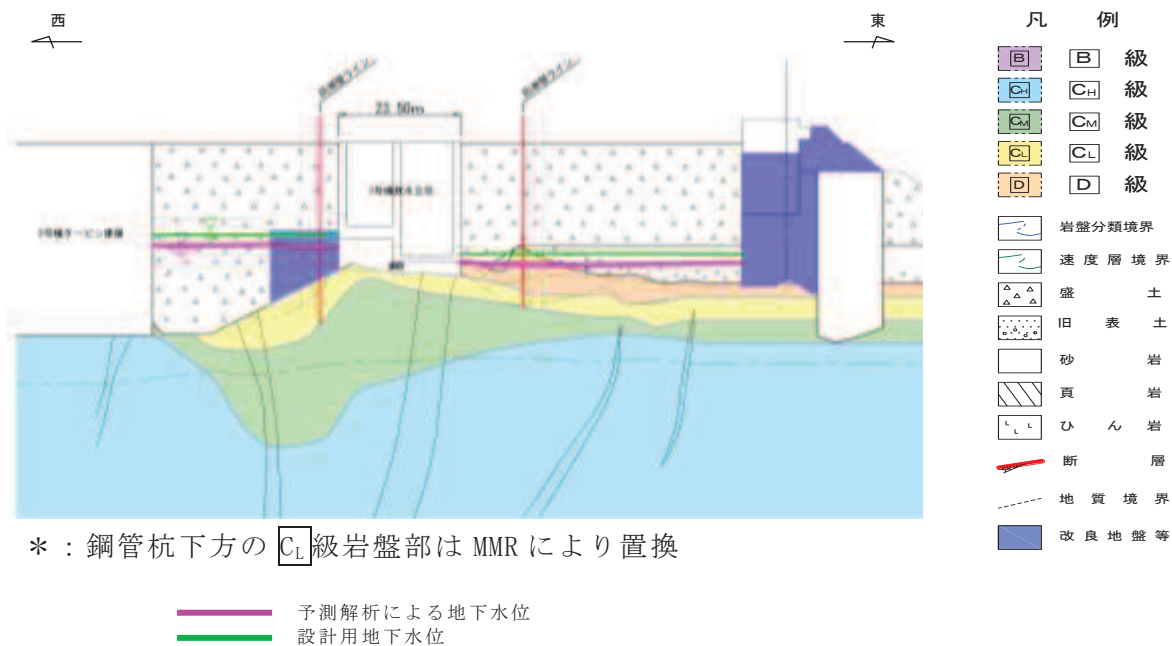 西
東
23.50m
凡例
B B 級
CH CH 級
CM CM 級
CL CL 級
D D 級
岩盤分類境界
速度層境界
盛土
旧表土
砂岩
頁岩
ひん岩
断層
地質境界
改良地盤等
＊：鋼管杭下方のCL級岩盤部は MMR により置換
予測解析による地下水位
設計用地下水位